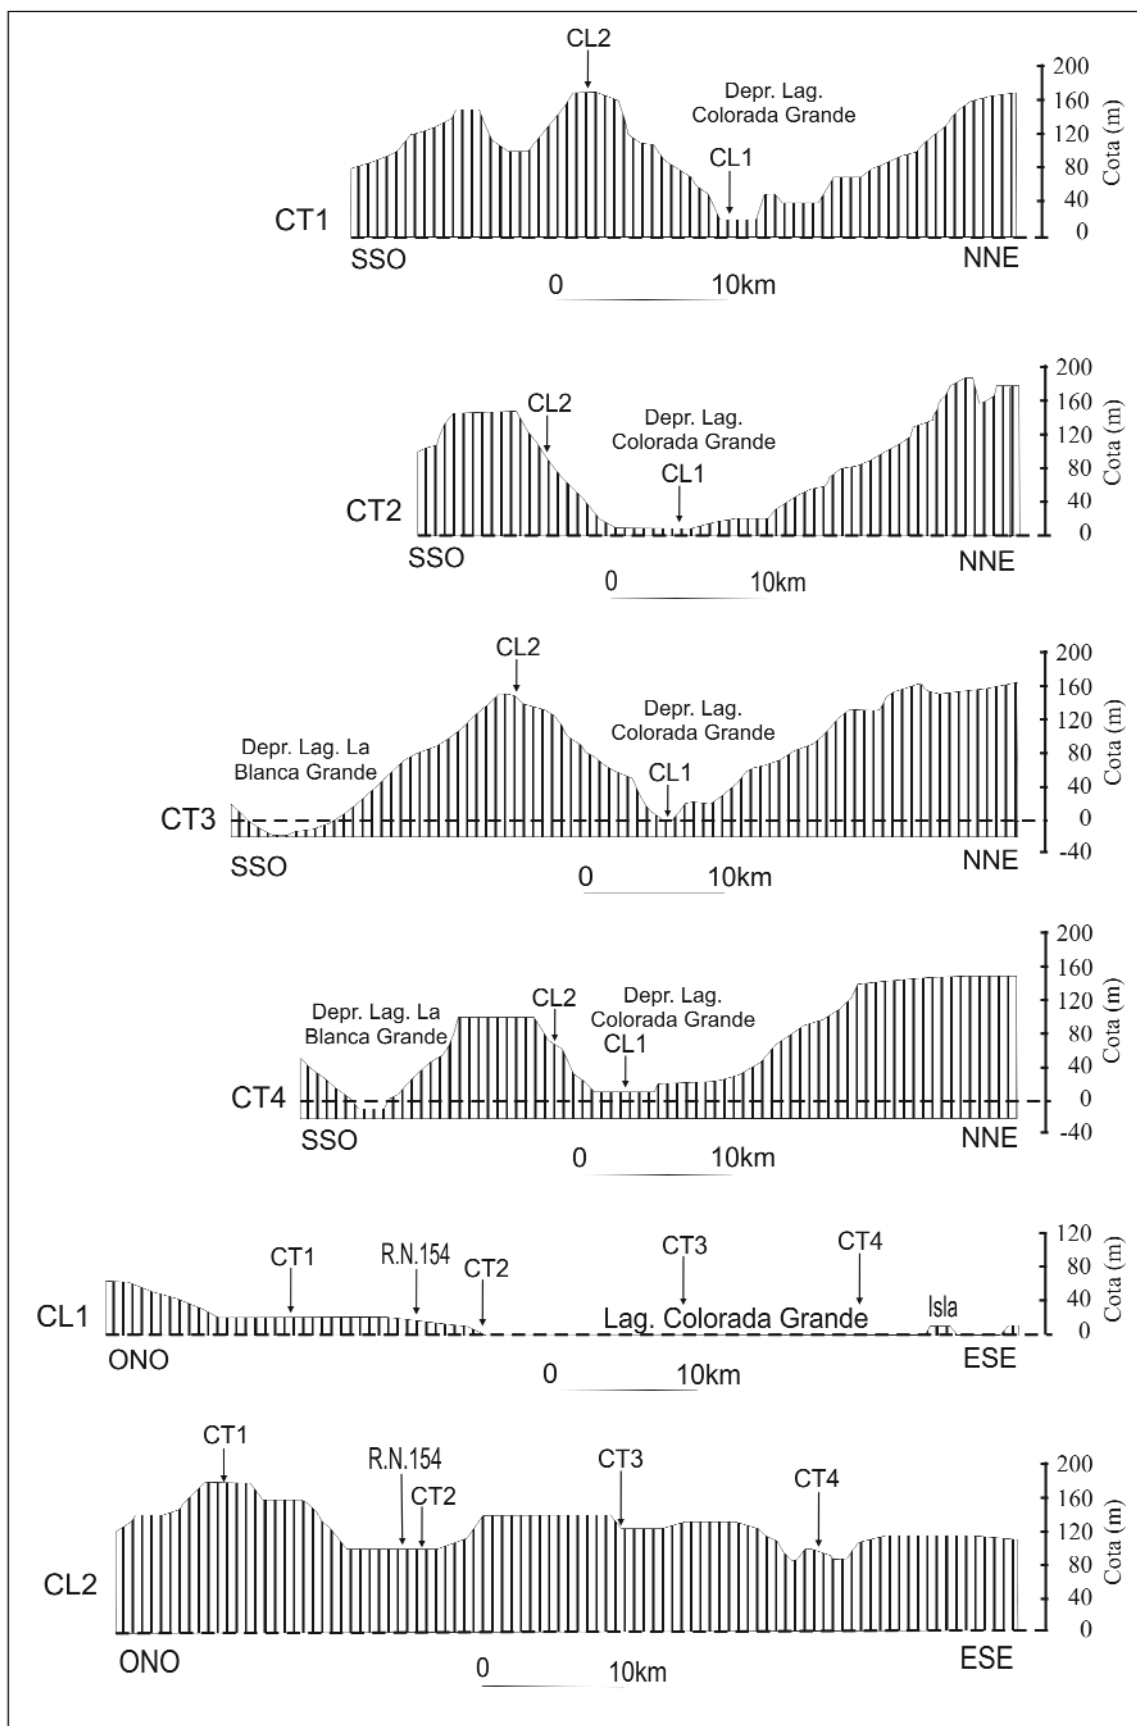 CL2
200
Depr. Lag.
Colorada Grande
160
120
CL1
80
40
0
Cota (m)
CT1
SSO
NNE
0 10km
200
CL2
160
Depr. Lag.
Colorada Grande
120
CL1
80
40
0
Cota (m)
CT2
SSO
NNE
0 10km
CL2
200
160
Depr. Lag.
Colorada Grande
120
Depr. Lag. La
Blanca Grande
80
CL1
40
0
-40
Cota (m)
CT3
SSO
NNE
0 10km
200
160
CL2
Depr. Lag.
Colorada Grande
120
Depr. Lag. La
Blanca Grande
CL1
80
40
0
-40
Cota (m)
CT4
SSO
NNE
0 10km
120
CT1
R.N.154
CT2
CT3
CT4
80
40
0
Cota (m)
CL1
Lag. Colorada Grande
Isla
ONO
ESE
0 10km
CT1
R.N.154
CT2
CT3
CT4
200
160
120
80
40
0
Cota (m)
CL2
ONO
ESE
0 10km